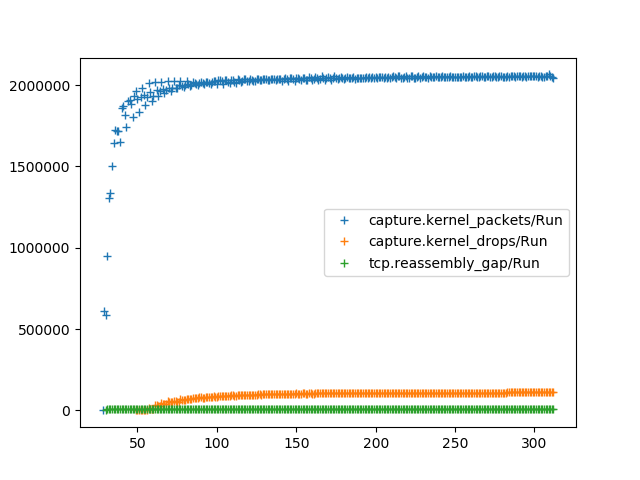 2000000
1500000
1000000
500000
0
capture.kernel_packets/Run
capture.kernel_drops/Run
tcp.reassembly_gap/Run
50 100 150 200 250 300